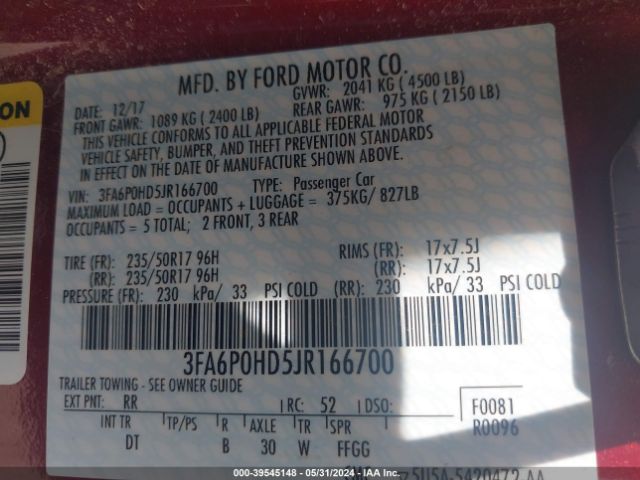 ON
MFD. BY FORD MOTOR CO.
DATE: 12/17 GVWR: 2041 KG ( 4500 LB)
FRONT GAWR: 1089 KG ( 2400 LB) REAR GAWR: 975 KG ( 2150 LB)
THIS VEHICLE CONFORMS TO ALL APPLICABLE FEDERAL MOTOR
VEHICLE SAFETY, BUMPER, AND THEFT PREVENTION STANDARDS
IN EFFECT ON THE DATE OF MANUFACTURE SHOWN ABOVE.
VIN: 3FA6P0HD5JR166700 TYPE: Passenger Car
MAXIMUM LOAD = OCCUPANTS + LUGGAGE = 375KG/ 827LB
OCCUPANTS = 5 TOTAL; 2 FRONT, 3 REAR
TIRE (FR): 235/50R17 96H RIMS (FR): 17x7.5J
(RR): 235/50R17 96H (RR): 17x7.5J
PRESSURE (FR): 230 kPa/ 33 PSI COLD (RR): 230 kPa/ 33 PSI COLD
3FA6P0HD5JR166700
TRAILER TOWING - SEE OWNER GUIDE
EXT PNT: RR RC: 52 DSO: F0081
INT TR TP/PS R AXLE TR SPR R0096
DT B 30 W FFGG
000-39545148 - 05/31/2024 -